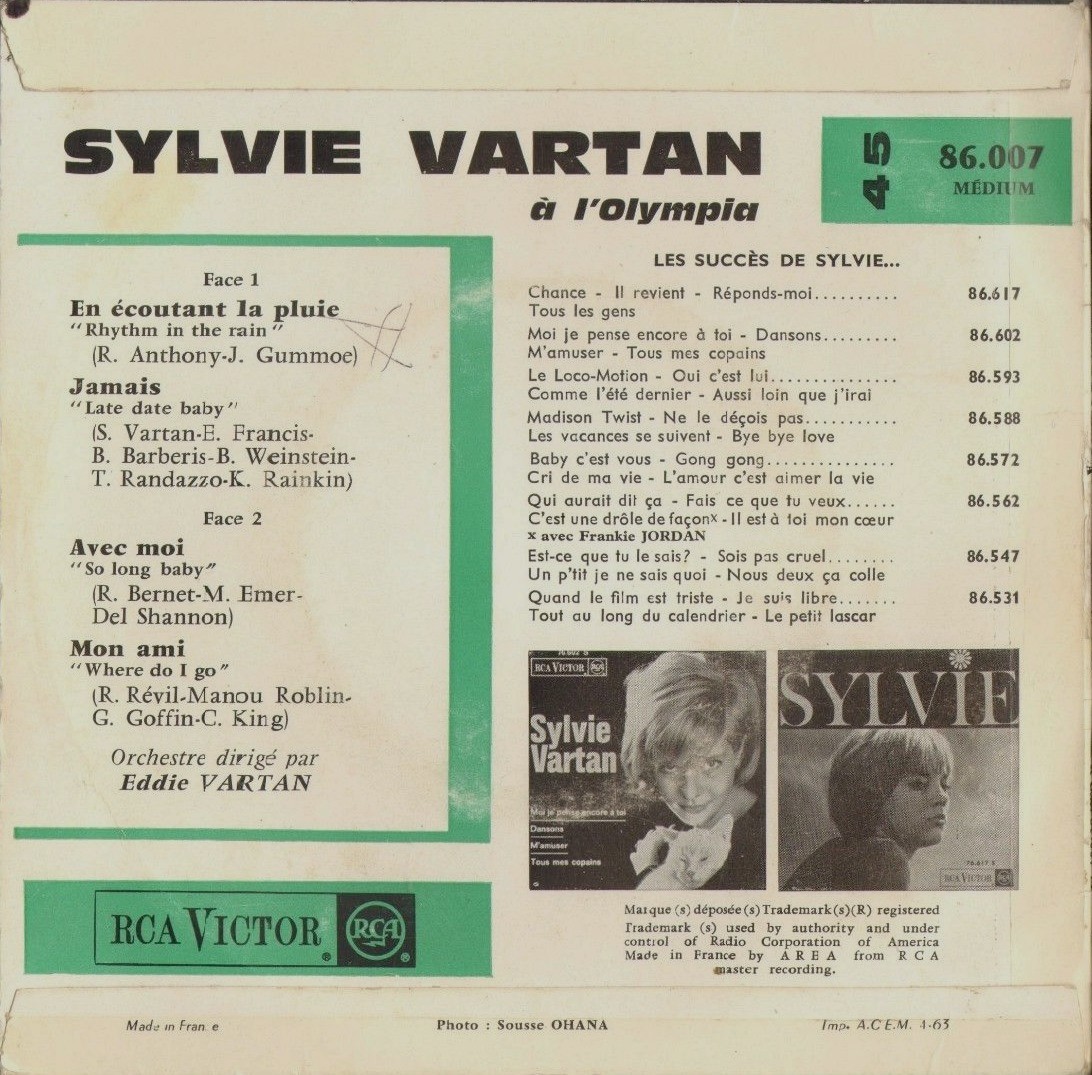 SYLVIE VARTAN
à l'Olympia
45
86.007
MÉDIUM
Face 1
En écoutant la pluie
"Rhythm in the rain"
(R. Anthony-J. Gummoe)
Jamais
"Late date baby"
(S. Vartan-E. Francis-
B. Barberis-B. Weinstein-
T. Randazzo-K. Rainkin)
Face 2
Avec moi
"So long baby"
(R. Bernet-M. Emer-
Del Shannon)
Mon ami
"Where do I go"
(R. Révil-Manou Roblin-
G. Goffin-C. King)
Orchestre dirigé par
Eddie VARTAN
RCA VICTOR ® RCA ®
LES SUCCÈS DE SYLVIE...
Chance - Il revient - Réponds-moi.......... 86.617
Tous les gens
Moi je pense encore à toi - Dansons......... 86.602
M'amuser - Tous mes copains
Le Loco-Motion - Oui c'est lui............... 86.593
Comme l'été dernier - Aussi loin que j'irai
Madison Twist - Ne le déçois pas........... 86.588
Les vacances se suivent - Bye bye love
Baby c'est vous - Gong gong............... 86.572
Cri de ma vie - L'amour c'est aimer la vie
Qui aurait dit ça - Fais ce que tu veux...... 86.562
C'est une drôle de façonx - Il est à toi mon cœur
x avec Frankie JORDAN
Est-ce que tu le sais? - Sois pas cruel........ 86.547
Un p'tit je ne sais quoi - Nous deux ça colle
Quand le film est triste - Je suis libre....... 86.531
Tout au long du calendrier - Le petit lascar
76.602 S
RCA VICTOR RCA
Sylvie
Vartan
Moi je pense encore à toi
Dansons
M'amuser
Tous mes copains
SYLVIE
76.617 S
RCA VICTOR
Marque (s) déposée (s) Trademark (s) (R) registered
Trademark (s) used by authority and under
control of Radio Corporation of America
Made in France by A R E A from R C A
master recording.
Made in France
Photo : Sousse OHANA
Imp. A.C.E.M. 4-63